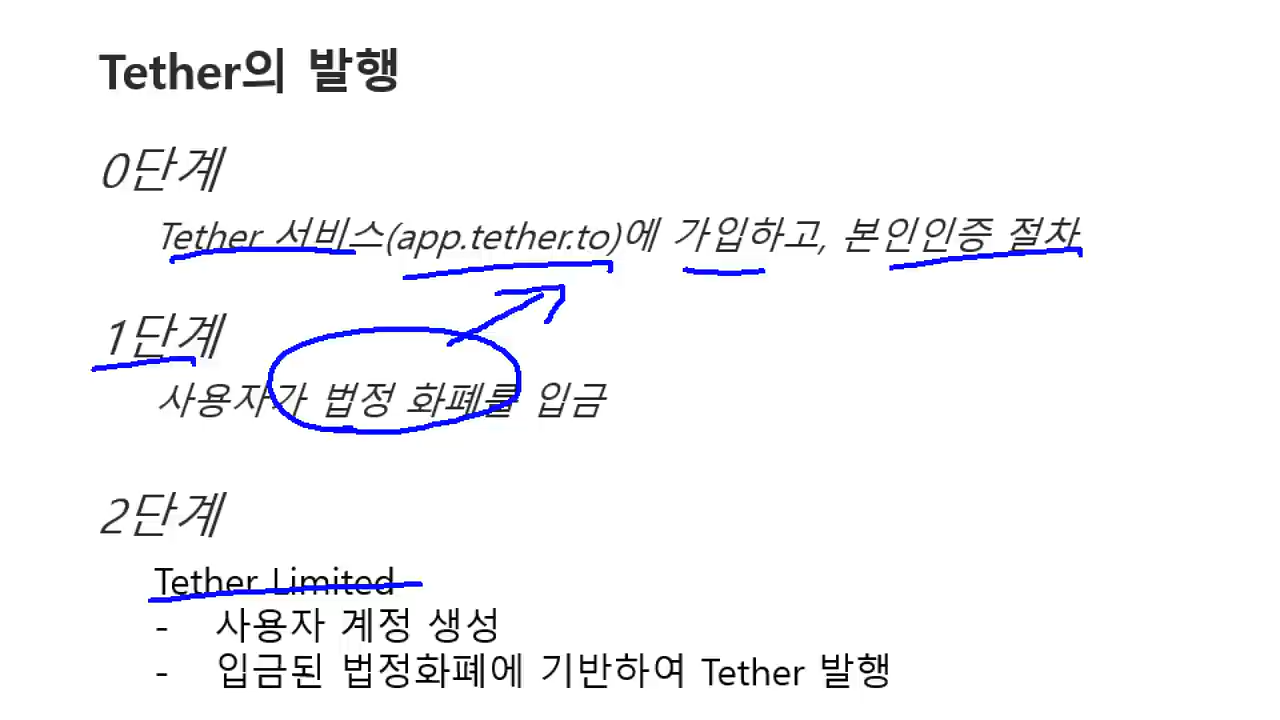 Tether의 발행
0단계
Tether 서비스(app.tether.to)에 가입하고, 본인인증 절차
1단계
사용자가 법정 화폐를 입금
2단계
Tether Limited
- 사용자 계정 생성
- 입금된 법정화폐에 기반하여 Tether 발행